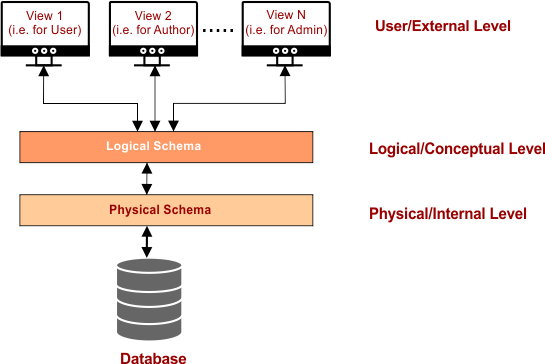 View 1
(i.e. for User)
View 2
(i.e. for Author)
.....
View N
(i.e. for Admin)
User/External Level
Logical Schema
Logical/Conceptual Level
Physical Schema
Physical/Internal Level
Database